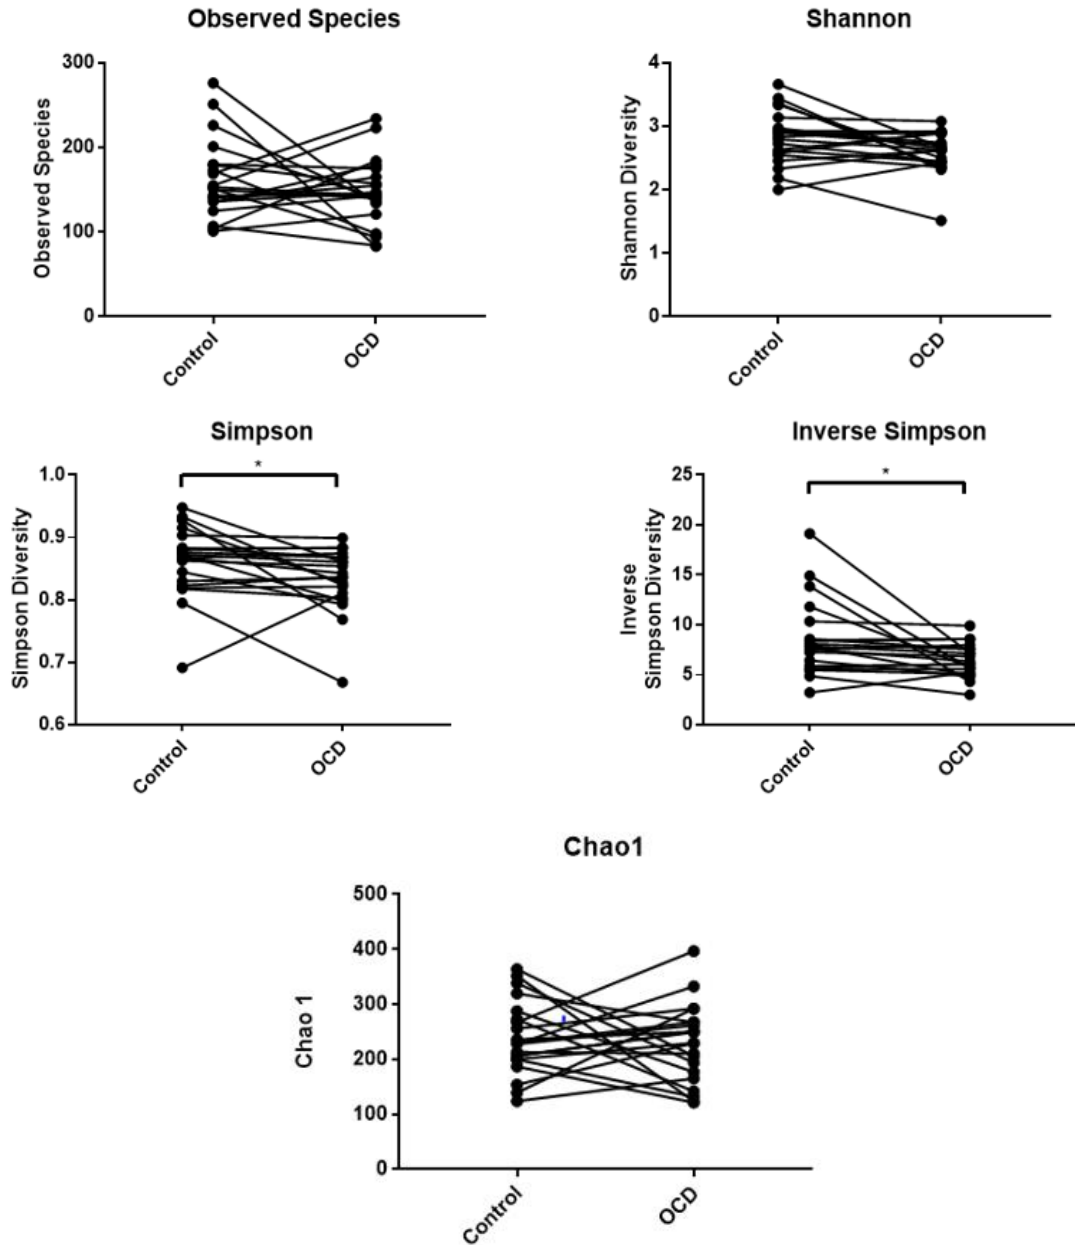 Observed Species
Shannon
300
200
100
0
Observed Species
Control
OCD
4
3
2
1
0
Shannon Diversity
Control
OCD
Simpson
Inverse Simpson
*
1.0
0.9
0.8
0.7
0.6
Simpson Diversity
Control
OCD
*
25
20
15
10
5
0
Inverse
Simpson Diversity
Control
OCD
Chao1
500
400
300
200
100
0
Chao 1
Control
OCD